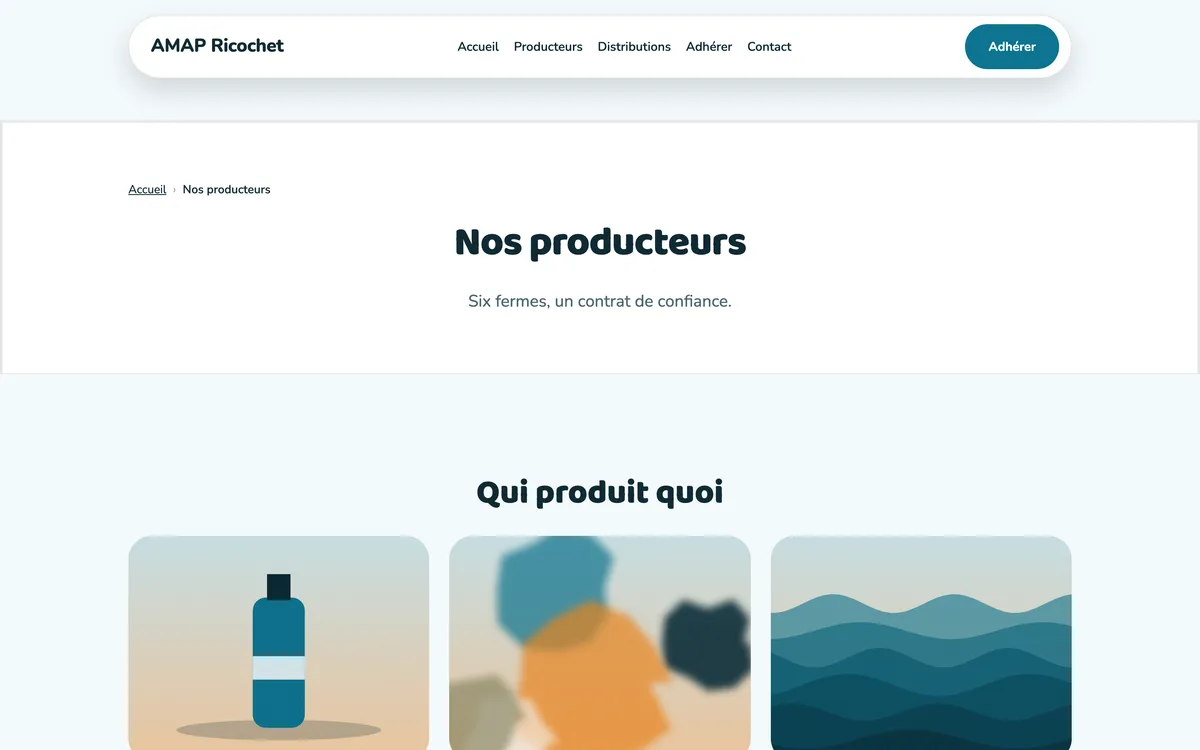 AMAP Ricochet
Accueil Producteurs Distributions Adhérer Contact
Adhérer
Accueil › Nos producteurs
Nos producteurs
Six fermes, un contrat de confiance.
Qui produit quoi